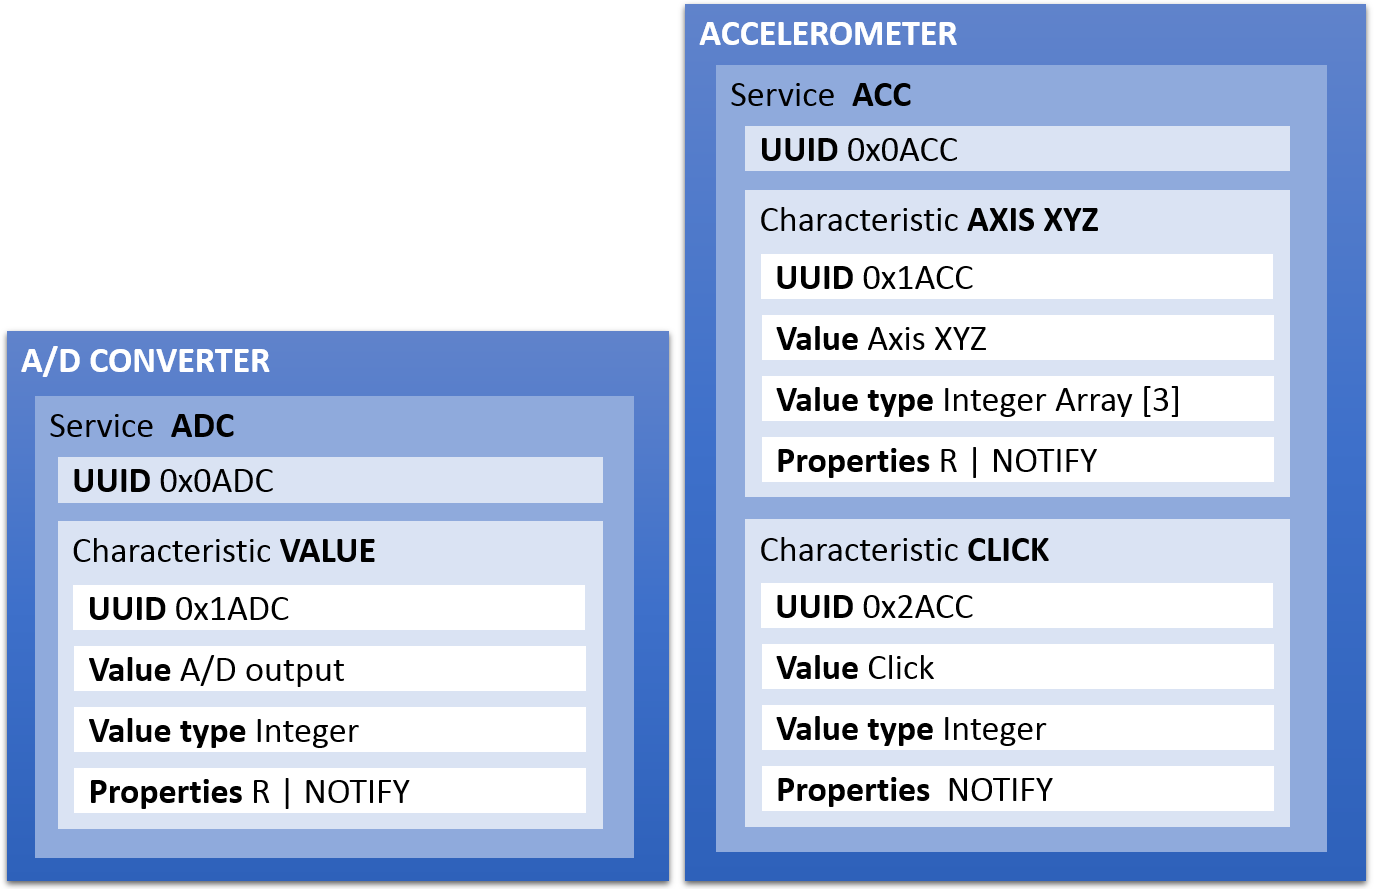 A/D CONVERTER
Service ADC
UUID 0x0ADC
Characteristic VALUE
UUID 0x1ADC
Value A/D output
Value type Integer
Properties R | NOTIFY
ACCELEROMETER
Service ACC
UUID 0x0ACC
Characteristic AXIS XYZ
UUID 0x1ACC
Value Axis XYZ
Value type Integer Array [3]
Properties R | NOTIFY
Characteristic CLICK
UUID 0x2ACC
Value Click
Value type Integer
Properties NOTIFY